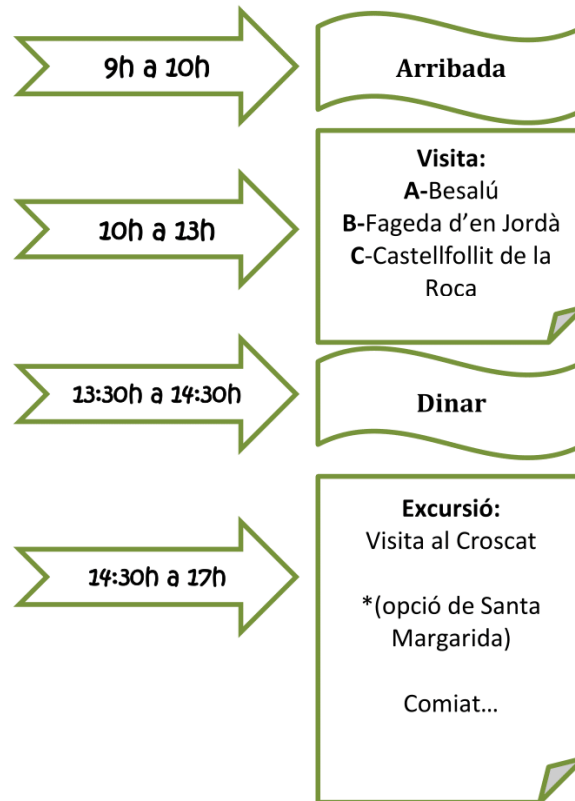 9h a 10h
Arribada
10h a 13h
Visita:
A-Besalú
B-Fageda d’en Jordà
C-Castellfollit de la
Roca
13:30h a 14:30h
Dinar
14:30h a 17h
Excursió:
Visita al Croscat
*(opció de Santa
Margarida)
Comiat...